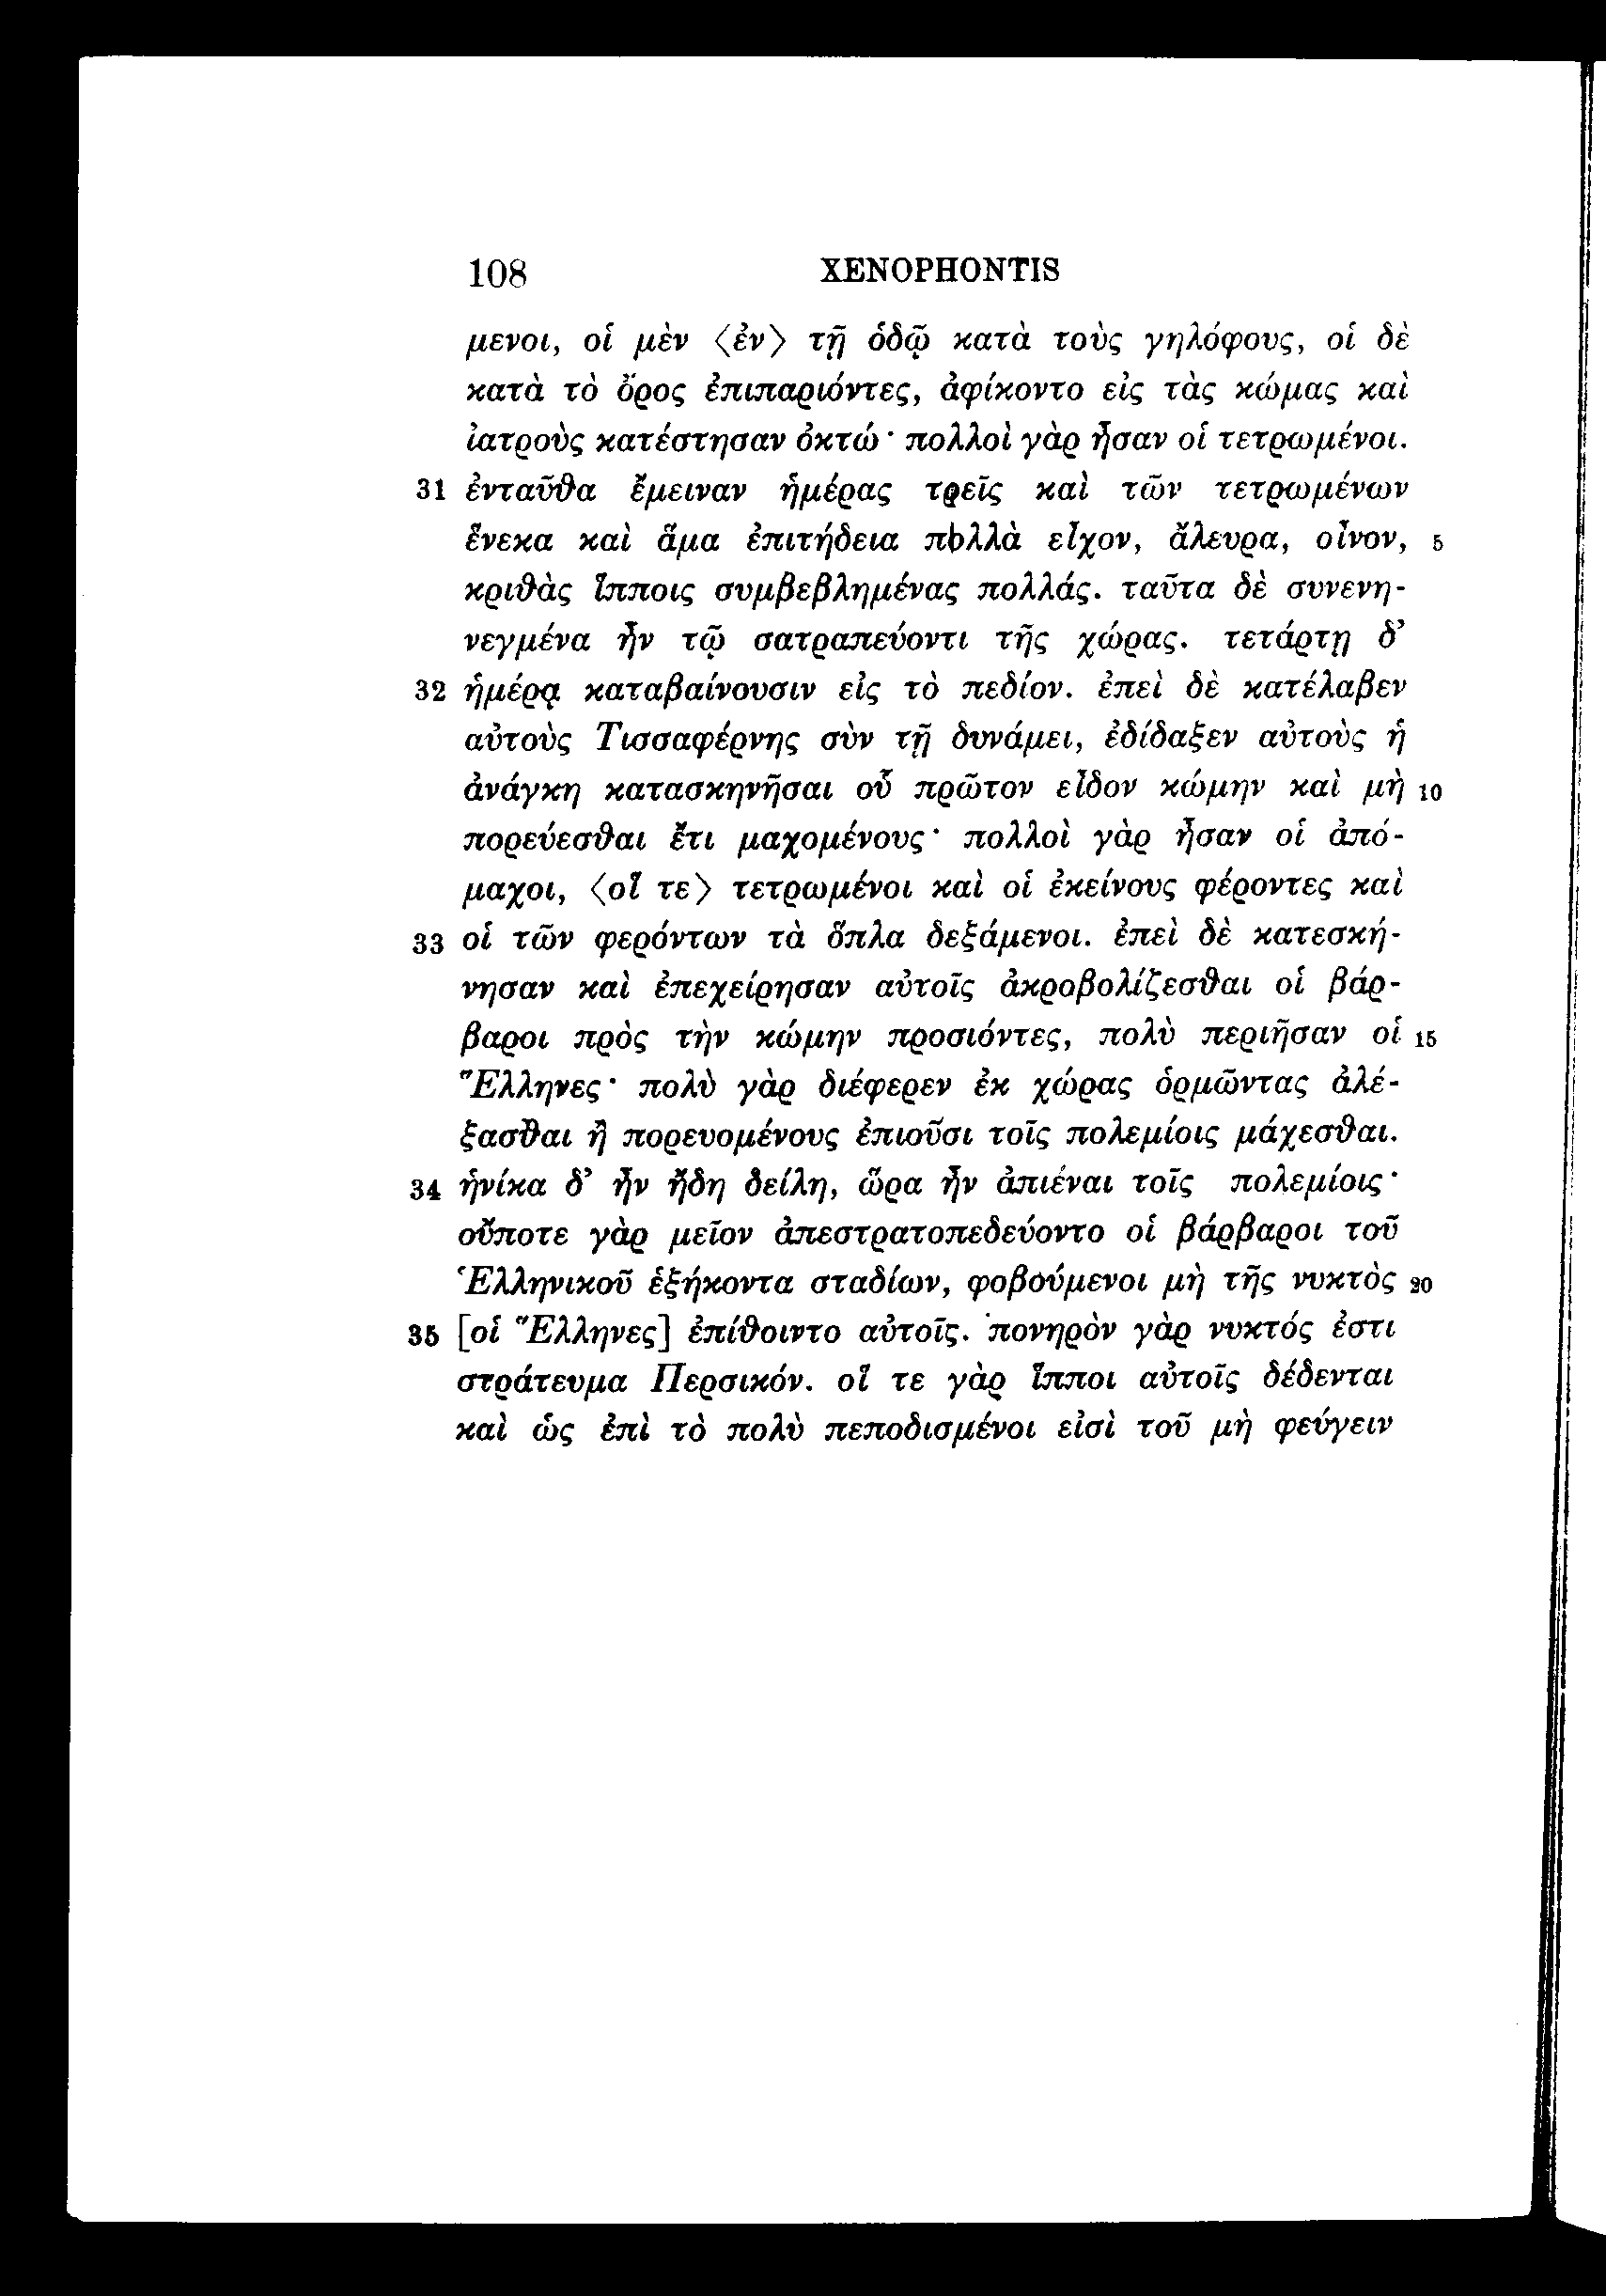 108 XENOPHONTIS
μενοι, οἱ μὲν ⟨ἐν⟩ τῇ ὁδῷ κατὰ τοὺς γηλόφους, οἱ δὲ
κατὰ τὸ ὄρος ἐπιπαριόντες, ἀφίκοντο εἰς τὰς κώμας καὶ
ἰατροὺς κατέστησαν ὀκτώ· πολλοὶ γὰρ ἦσαν οἱ τετρωμένοι.
31 ἐνταῦθα ἔμειναν ἡμέρας τρεῖς καὶ τῶν τετρωμένων
ἕνεκα καὶ ἅμα ἐπιτήδεια πολλὰ εἶχον, ἄλευρα, οἶνον, 5
κριθὰς ἵπποις συμβεβλημένας πολλάς. ταῦτα δὲ συνενη-
νεγμένα ἦν τῷ σατραπεύοντι τῆς χώρας. τετάρτῃ δ’
32 ἡμέρᾳ καταβαίνουσιν εἰς τὸ πεδίον. ἐπεὶ δὲ κατέλαβεν
αὐτοὺς Τισσαφέρνης σὺν τῇ δυνάμει, ἐδίδαξεν αὐτοὺς ἡ
ἀνάγκη κατασκηνῆσαι οὗ πρῶτον εἶδον κώμην καὶ μὴ 10
πορεύεσθαι ἔτι μαχομένους· πολλοὶ γὰρ ἦσαν οἱ ἀπό-
μαχοι, ⟨οἵ τε⟩ τετρωμένοι καὶ οἱ ἐκείνους φέροντες καὶ
33 οἱ τῶν φερόντων τὰ ὅπλα δεξάμενοι. ἐπεὶ δὲ κατεσκή-
νησαν καὶ ἐπεχείρησαν αὐτοῖς ἀκροβολίζεσθαι οἱ βάρ-
βαροι πρὸς τὴν κώμην προσιόντες, πολὺ περιῆσαν οἱ 15
Ἕλληνες· πολὺ γὰρ διέφερεν ἐκ χώρας ὁρμῶντας ἀλέ-
ξασθαι ἢ πορευομένους ἐπιοῦσι τοῖς πολεμίοις μάχεσθαι.
34 ἡνίκα δ’ ἦν ἤδη δείλη, ὥρα ἦν ἀπιέναι τοῖς πολεμίοις·
οὔποτε γὰρ μεῖον ἀπεστρατοπεδεύοντο οἱ βάρβαροι τοῦ
Ἑλληνικοῦ ἑξήκοντα σταδίων, φοβούμενοι μὴ τῆς νυκτὸς 20
35 [οἱ Ἕλληνες] ἐπίθοιντο αὐτοῖς. πονηρὸν γὰρ νυκτός ἐστι
στράτευμα Περσικόν. οἵ τε γὰρ ἵπποι αὐτοῖς δέδενται
καὶ ὡς ἐπὶ τὸ πολὺ πεποδισμένοι εἰσὶ τοῦ μὴ φεύγειν